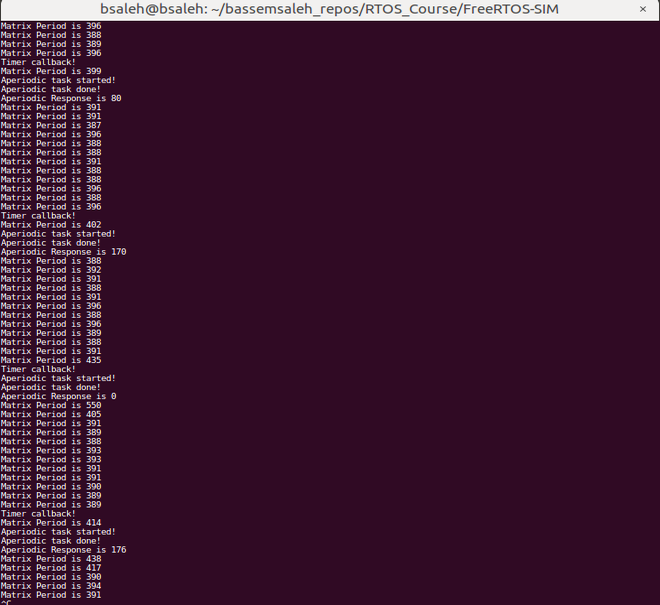 bsaleh@bsaleh: ~/bassemsaleh_repos/RTOS_Course/FreeRTOS-SIM ×
Matrix Period is 396
Matrix Period is 388
Matrix Period is 389
Matrix Period is 396
Timer callback!
Matrix Period is 399
Aperiodic task started!
Aperiodic task done!
Aperiodic Response is 80
Matrix Period is 391
Matrix Period is 391
Matrix Period is 387
Matrix Period is 396
Matrix Period is 388
Matrix Period is 388
Matrix Period is 391
Matrix Period is 388
Matrix Period is 388
Matrix Period is 396
Matrix Period is 388
Matrix Period is 396
Timer callback!
Matrix Period is 402
Aperiodic task started!
Aperiodic task done!
Aperiodic Response is 170
Matrix Period is 388
Matrix Period is 392
Matrix Period is 391
Matrix Period is 388
Matrix Period is 391
Matrix Period is 396
Matrix Period is 388
Matrix Period is 396
Matrix Period is 389
Matrix Period is 388
Matrix Period is 391
Matrix Period is 435
Timer callback!
Aperiodic task started!
Aperiodic task done!
Aperiodic Response is 0
Matrix Period is 550
Matrix Period is 405
Matrix Period is 391
Matrix Period is 389
Matrix Period is 388
Matrix Period is 393
Matrix Period is 393
Matrix Period is 391
Matrix Period is 391
Matrix Period is 390
Matrix Period is 389
Matrix Period is 389
Timer callback!
Matrix Period is 414
Aperiodic task started!
Aperiodic task done!
Aperiodic Response is 176
Matrix Period is 438
Matrix Period is 417
Matrix Period is 390
Matrix Period is 394
Matrix Period is 391
^C